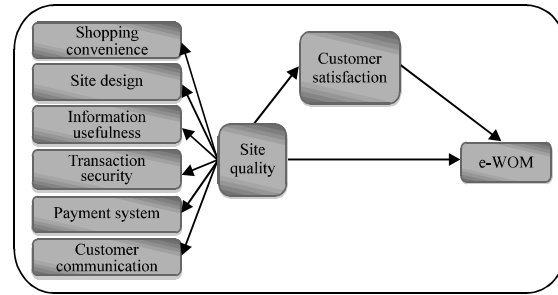 Shopping
convenience
Site design
Information
usefulness
Transaction
security
Payment system
Customer
communication
Site
quality
Customer
satisfaction
e-WOM